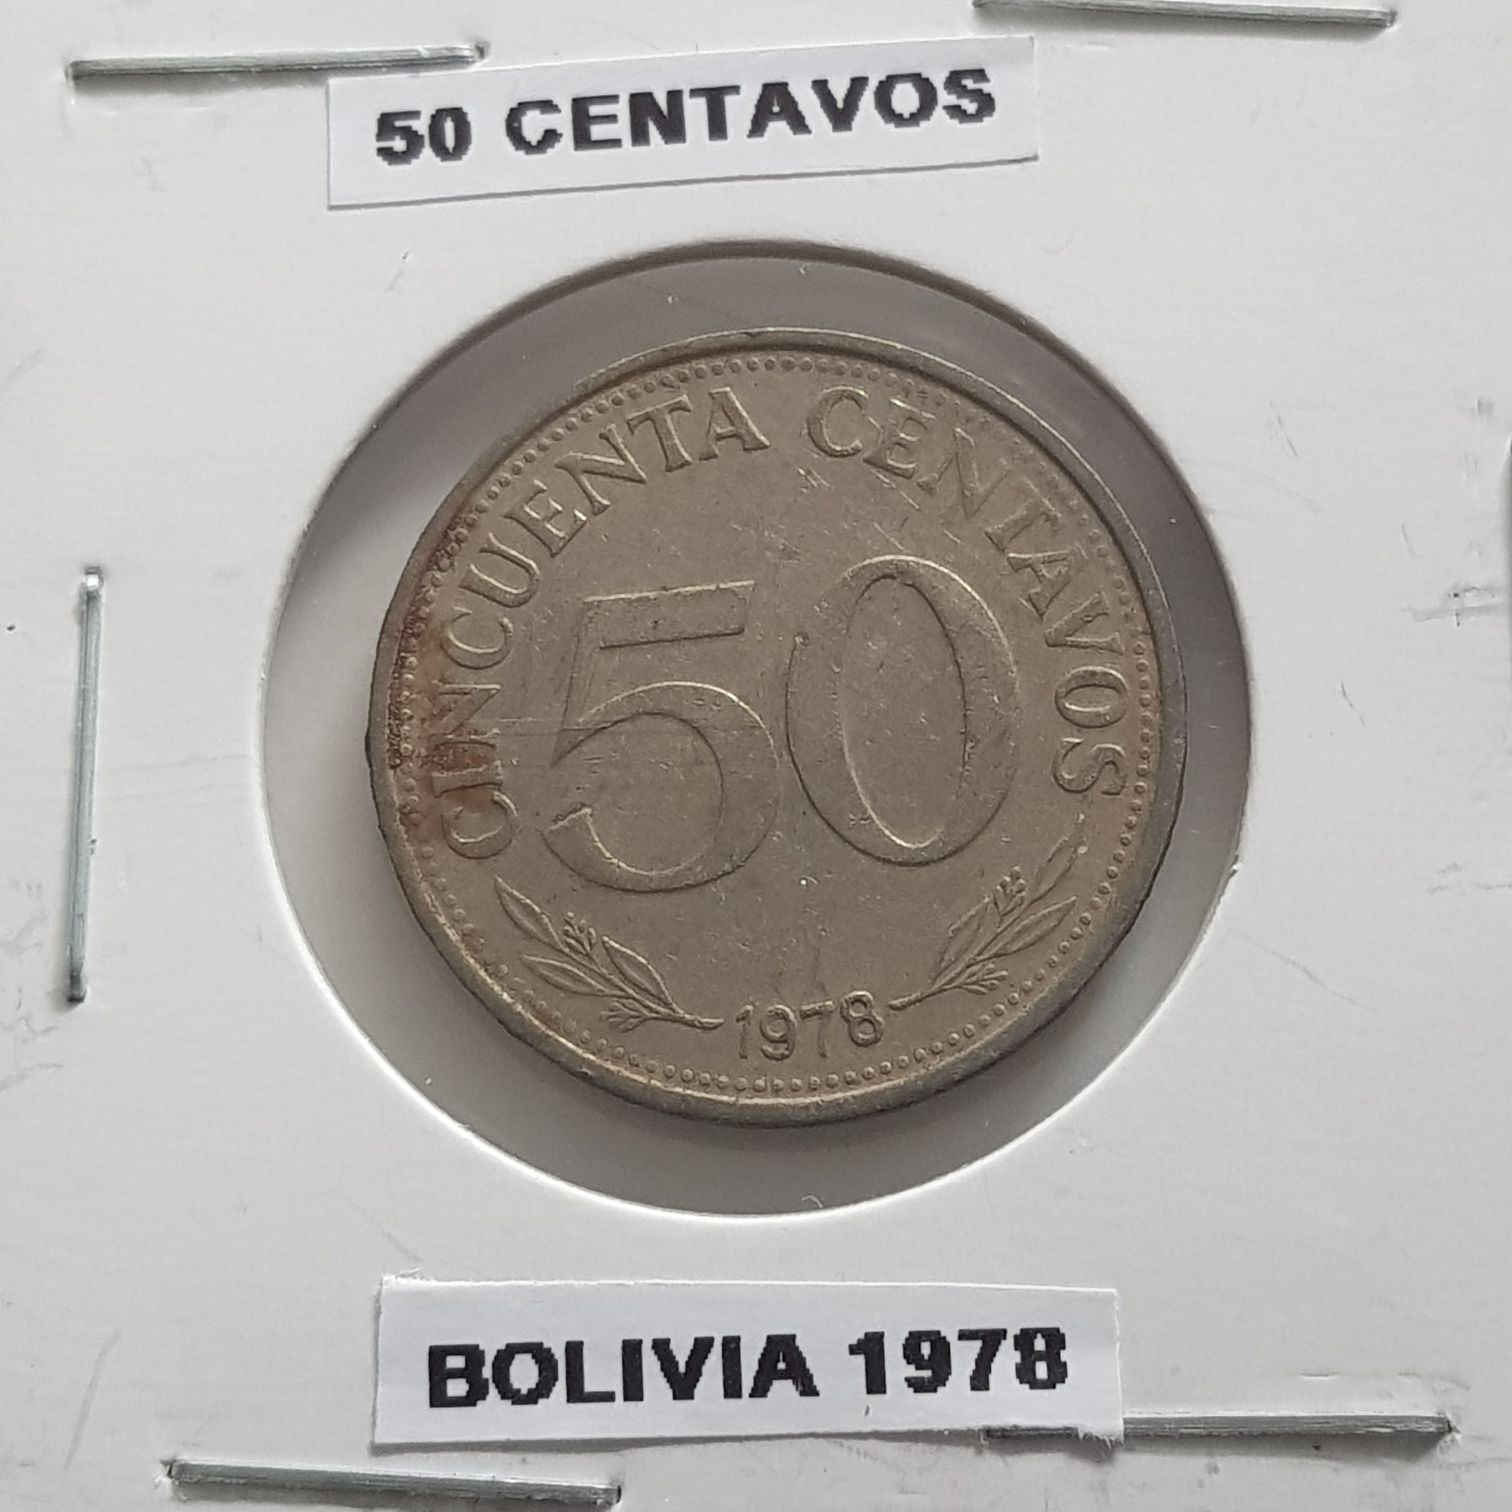 50 CENTAVOS
CINCUENTA CENTAVOS
50
1978
BOLIVIA 1978